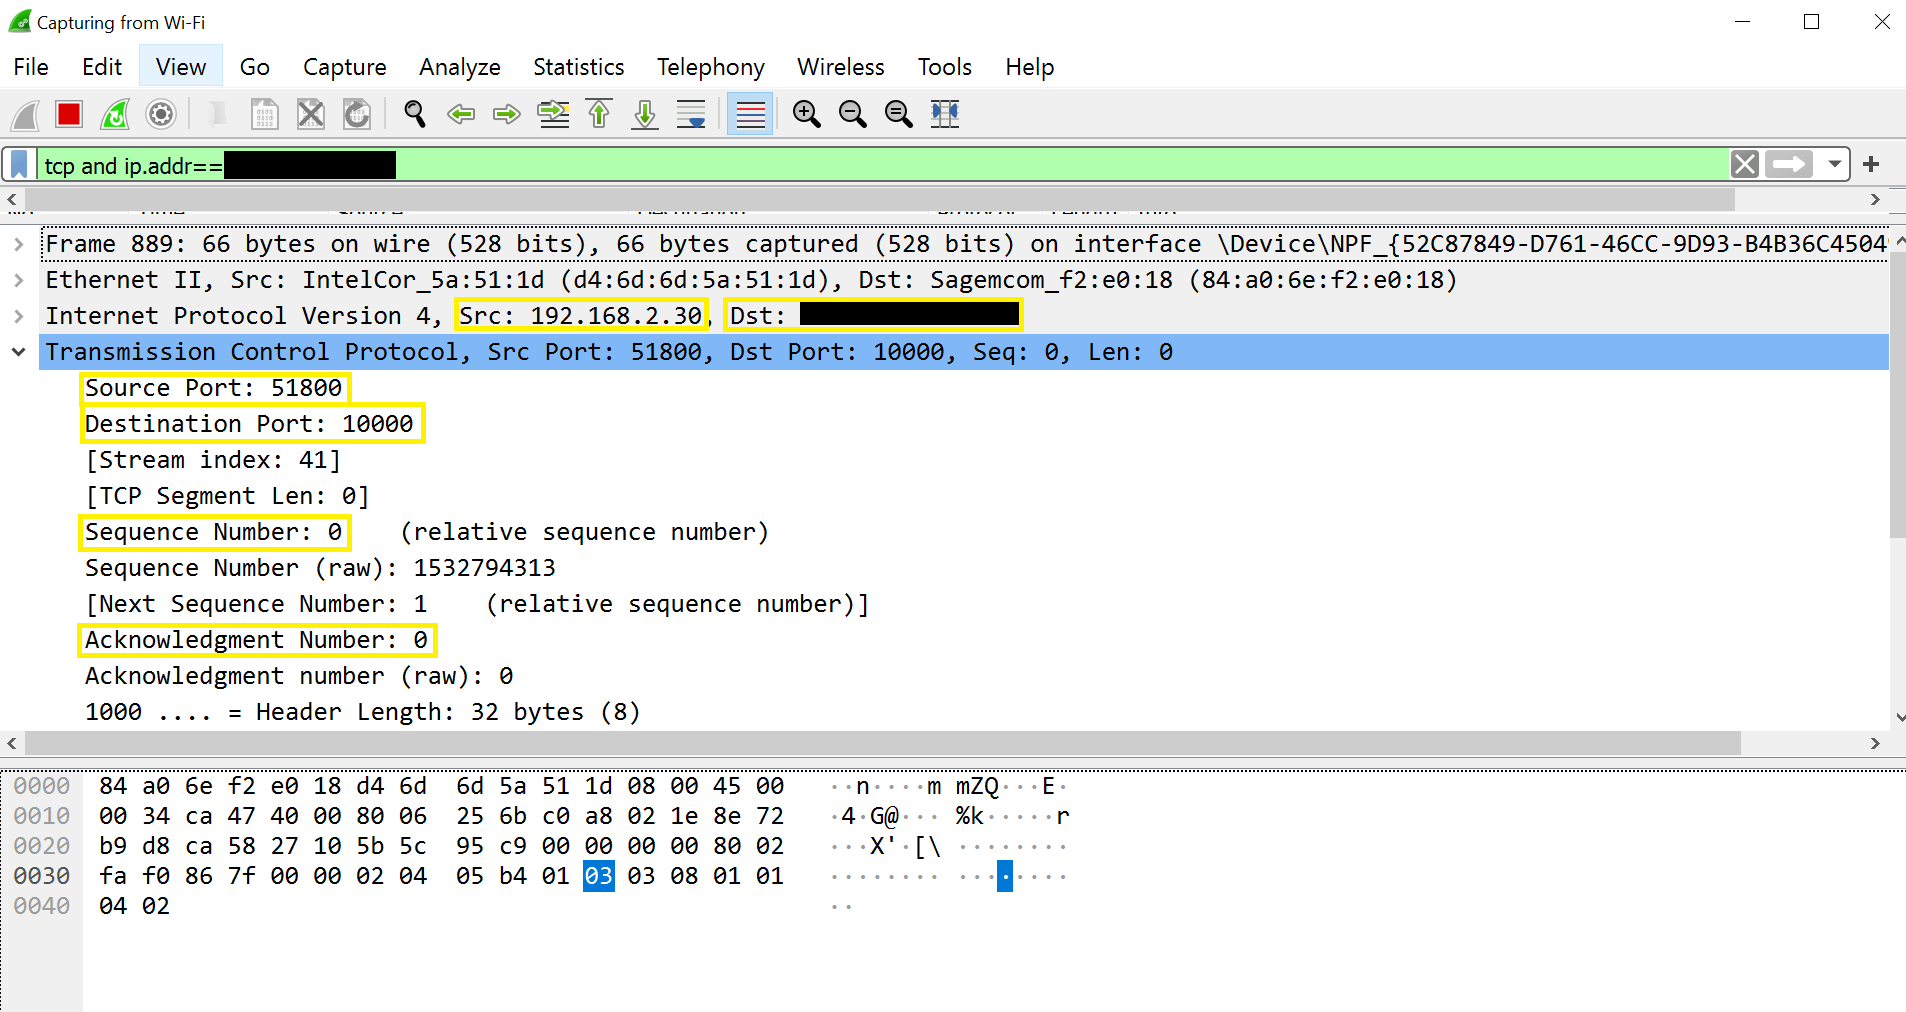 Capturing from Wi-Fi
File Edit View Go Capture Analyze Statistics Telephony Wireless Tools Help
tcp and ip.addr==
Frame 889: 66 bytes on wire (528 bits), 66 bytes captured (528 bits) on interface \Device\NPF_{52C87849-D761-46CC-9D93-B4B36C4504
Ethernet II, Src: IntelCor_5a:51:1d (d4:6d:6d:5a:51:1d), Dst: Sagemcom_f2:e0:18 (84:a0:6e:f2:e0:18)
Internet Protocol Version 4, Src: 192.168.2.30, Dst:
Transmission Control Protocol, Src Port: 51800, Dst Port: 10000, Seq: 0, Len: 0
Source Port: 51800
Destination Port: 10000
[Stream index: 41]
[TCP Segment Len: 0]
Sequence Number: 0 (relative sequence number)
Sequence Number (raw): 1532794313
[Next Sequence Number: 1 (relative sequence number)]
Acknowledgment Number: 0
Acknowledgment number (raw): 0
1000 .... = Header Length: 32 bytes (8)
0000 84 a0 6e f2 e0 18 d4 6d 6d 5a 51 1d 08 00 45 00 ··n····m mZQ···E·
0010 00 34 ca 47 40 00 80 06 25 6b c0 a8 02 1e 8e 72 ·4·G@··· %k·····r
0020 b9 d8 ca 58 27 10 5b 5c 95 c9 00 00 00 00 80 02 ···X'·[\ ········
0030 fa f0 86 7f 00 00 02 04 05 b4 01 03 03 08 01 01 ········ ········
0040 04 02 ··